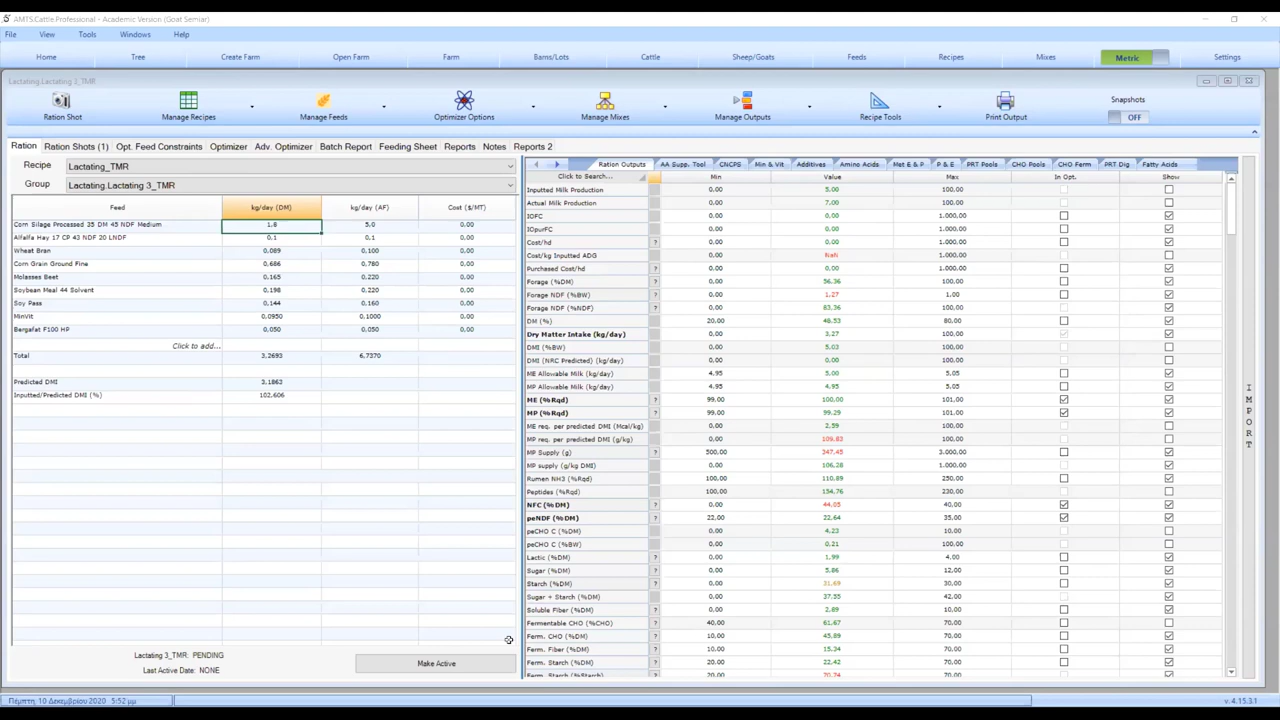 AMTS.Cattle.Professional - Academic Version (Goat Semiar)
File View Tools Windows Help
Home Tree Create Farm Open Farm Farm Barns/Lots Cattle Sheep/Goats Feeds Recipes Mixes Metric Settings
Lactating.Lactating 3_TMR
Ration Shot Manage Recipes Manage Feeds Optimizer Options Manage Mixes Manage Outputs Recipe Tools Print Output Snapshots OFF
Ration Ration Shots (1) Opt. Feed Constraints Optimizer Adv. Optimizer Batch Report Feeding Sheet Reports Notes Reports 2
Recipe Lactating_TMR
Group Lactating.Lactating 3_TMR
Feed kg/day (DM) kg/day (AF) Cost ($/MT)
Corn Silage Processed 35 DM 45 NDF Medium 1.8 5.0 0.00
Alfalfa Hay 17 CP 43 NDF 20 LNDF 0.1 0.1 0.00
Wheat Bran 0,089 0,100 0,00
Corn Grain Ground Fine 0,686 0,780 0,00
Molasses Beet 0,165 0,220 0,00
Soybean Meal 44 Solvent 0,198 0,220 0,00
Soy Pass 0,144 0,160 0,00
MinVit 0,0950 0,1000 0,00
Bergafat F100 HP 0,050 0,050 0,00
Click to add...
Total 3,2693 6,7370
Predicted DMI 3.1863
Inputted/Predicted DMI (%) 102,606
Lactating 3_TMR: PENDING
Last Active Date: NONE
Make Active
Ration Outputs AA Supp. Tool CNCPS Min & Vit Additives Amino Acids Met E & P P & E PRT Pools CHO Pools CHO Ferm PRT Dig Fatty Acids
Click to Search... Min Value Max In Opt. Show
Inputted Milk Production 0.00 5.00 100.00
Actual Milk Production 0.00 7.00 100.00
IOFC 0.00 0.00 1.000.00
IOpurFC 0.00 0.00 1.000.00
Cost/hd ? 0.00 0.00 1.000.00
Cost/kg Inputted ADG 0.00 NaN 1.000.00
Purchased Cost/hd ? 0.00 0.00 1.000.00
Forage (%DM) 0.00 56.36 100.00
Forage NDF (%BW) ? 0.00 1.27 1.00
Forage NDF (%NDF) ? 0.00 83,36 100.00
DM (%) 20.00 48.53 80.00
Dry Matter Intake (kg/day) 0.00 3,27 100.00
DMI (%BW) 0.00 5.03 100.00
DMI (NRC Predicted) (kg/day) 0.00 0.00 100.00
ME Allowable Milk (kg/day) 4.95 5.00 5.05
MP Allowable Milk (kg/day) 4.95 4.95 5.05
ME (%Rqd) ? 99.00 100,00 101.00
MP (%Rqd) ? 99.00 99.29 101.00
ME req. per predicted DMI (Mcal/kg) 0.00 2.59 100.00
MP req. per predicted DMI (g/kg) 0.00 109.83 100.00
MP Supply (g) ? 500,00 347,45 3.000,00
MP supply (g/kg DMI) 0.00 106,28 1.000,00
Rumen NH3 (%Rqd) 100,00 110,89 250,00
Peptides (%Rqd) 100,00 154,76 230,00
NFC (%DM) ? 0.00 44.05 40,00
peNDF (%DM) ? 22,00 22,64 35,00
peCHO C (%DM) 0,00 4,23 10,00
peCHO C (%BW) 0,00 0,21 100,00
Lactic (%DM) ? 0,00 1,99 4.00
Sugar (%DM) ? 0,00 5,86 12,00
Starch (%DM) ? 0,00 31,69 30,00
Sugar + Starch (%DM) ? 0,00 37,55 42,00
Soluble Fiber (%DM) ? 0,00 2,89 10,00
Fermentable CHO (%CHO) ? 40,00 61,67 70,00
Ferm. CHO (%DM) ? 10,00 45,89 70,00
Ferm. Fiber (%DM) ? 10,00 15,34 70,00
Ferm. Starch (%DM) ? 20,00 22,42 70,00
Ferm. Starch (%Starch) 20,00 70,74 70,00
IMPORT
Πέμπτη, 10 Δεκεμβρίου 2020 5:52 μμ
v. 4.15.3.1